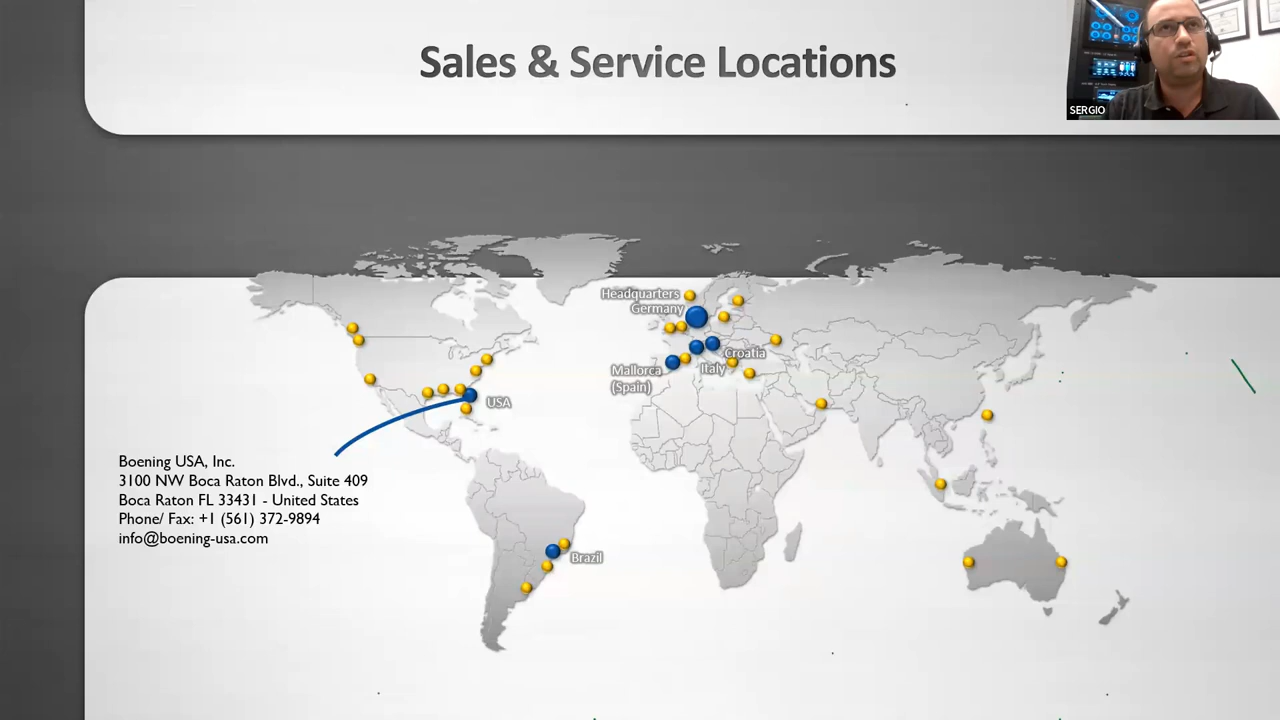 Sales & Service Locations
SERGIO
Headquarters
Germany
Croatia
Italy
Mallorca
(Spain)
USA
Boening USA, Inc.
3100 NW Boca Raton Blvd., Suite 409
Boca Raton FL 33431 - United States
Phone/ Fax: +1 (561) 372-9894
info@boening-usa.com
Brazil